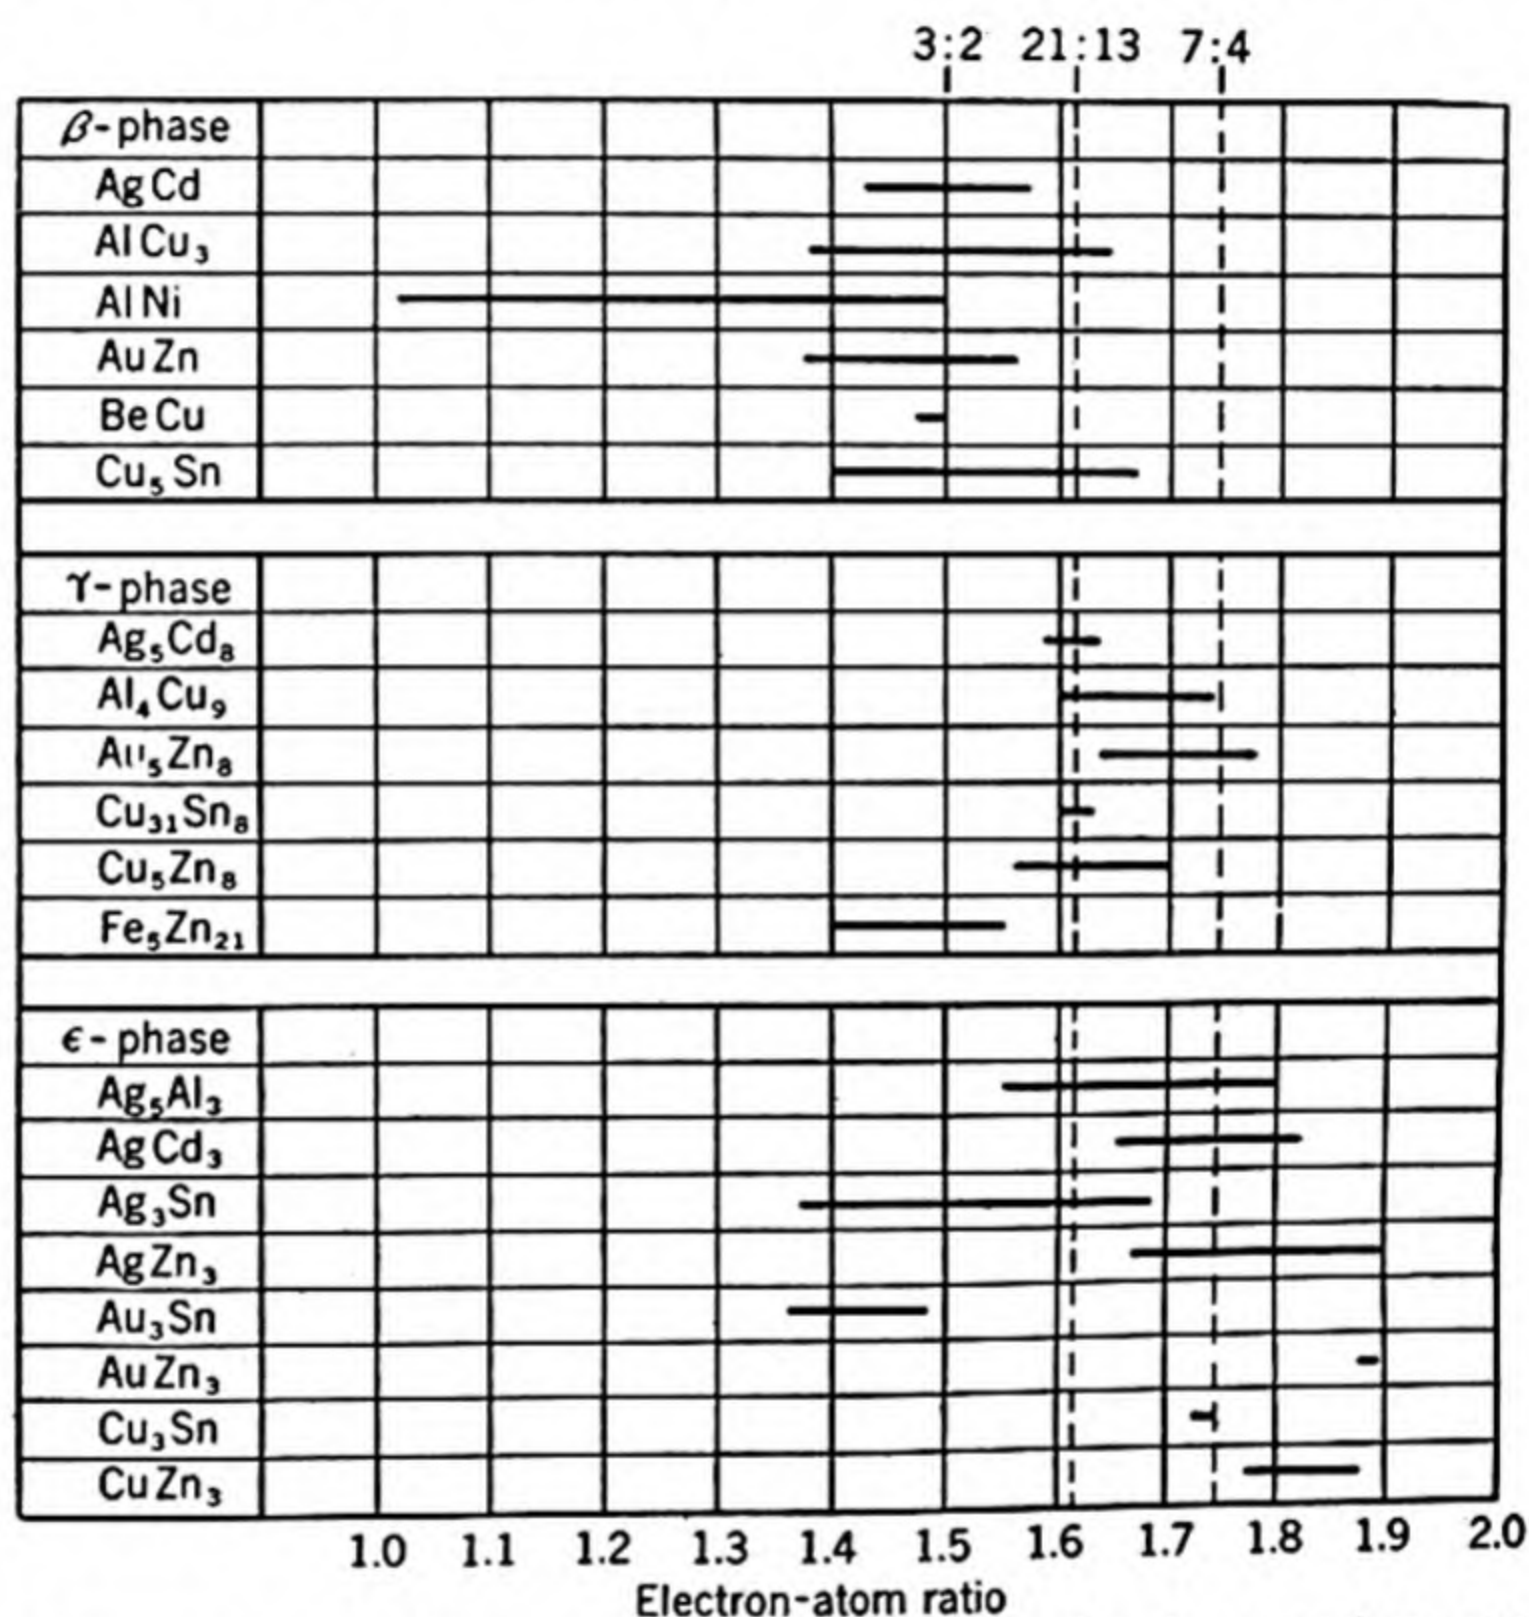 3:2 21:13 7:4
β-phase
AgCd
AlCu₃
AlNi
AuZn
BeCu
Cu₅Sn
γ-phase
Ag₅Cd₈
Al₄Cu₉
Au₅Zn₈
Cu₃₁Sn₈
Cu₅Zn₈
Fe₅Zn₂₁
ϵ-phase
Ag₅Al₃
AgCd₃
Ag₃Sn
AgZn₃
Au₃Sn
AuZn₃
Cu₃Sn
CuZn₃
1.0 1.1 1.2 1.3 1.4 1.5 1.6 1.7 1.8 1.9 2.0
Electron-atom ratio